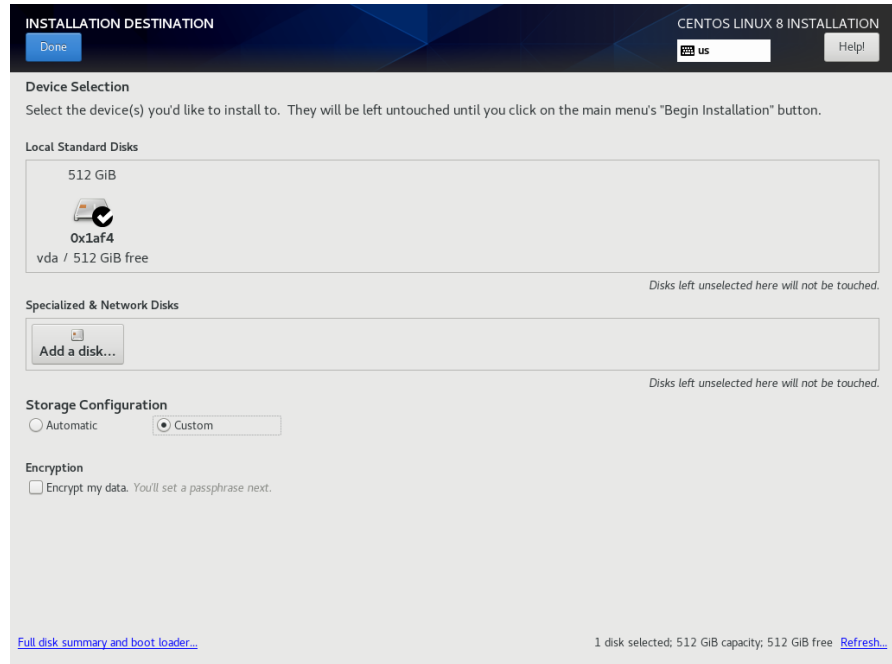 INSTALLATION DESTINATION
CENTOS LINUX 8 INSTALLATION
Done
us
Help!
Device Selection
Select the device(s) you'd like to install to. They will be left untouched until you click on the main menu's "Begin Installation" button.
Local Standard Disks
512 GiB
0x1af4
vda / 512 GiB free
Disks left unselected here will not be touched.
Specialized & Network Disks
Add a disk...
Disks left unselected here will not be touched.
Storage Configuration
Automatic
Custom
Encryption
Encrypt my data. You'll set a passphrase next.
Full disk summary and boot loader...
1 disk selected; 512 GiB capacity; 512 GiB free Refresh...